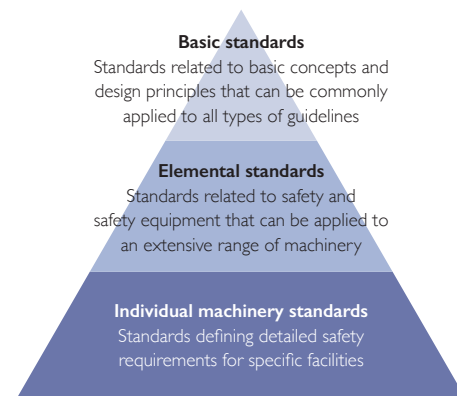 Basic standards
Standards related to basic concepts and
design principles that can be commonly
applied to all types of guidelines
Elemental standards
Standards related to safety and
safety equipment that can be applied to
an extensive range of machinery
Individual machinery standards
Standards defining detailed safety
requirements for specific facilities